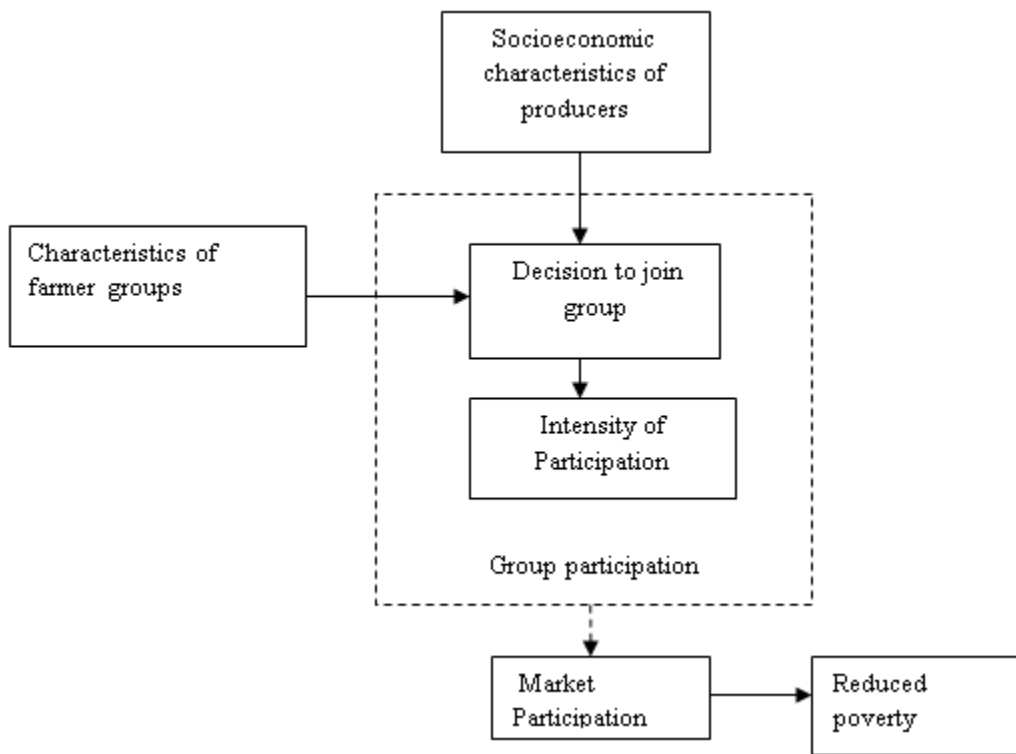 Socioeconomic
characteristics of
producers
Characteristics of
farmer groups
Decision to join
group
Intensity of
Participation
Group participation
Market
Participation
Reduced
poverty